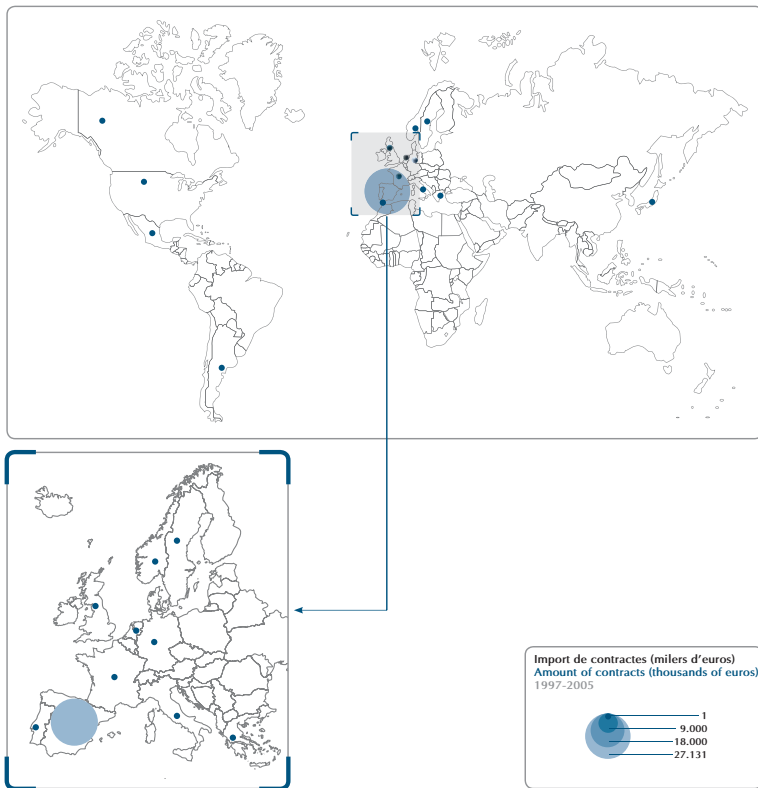 Import de contractes (milers d'euros)
Amount of contracts (thousands of euros)
1997-2005
1
9.000
18.000
27.131